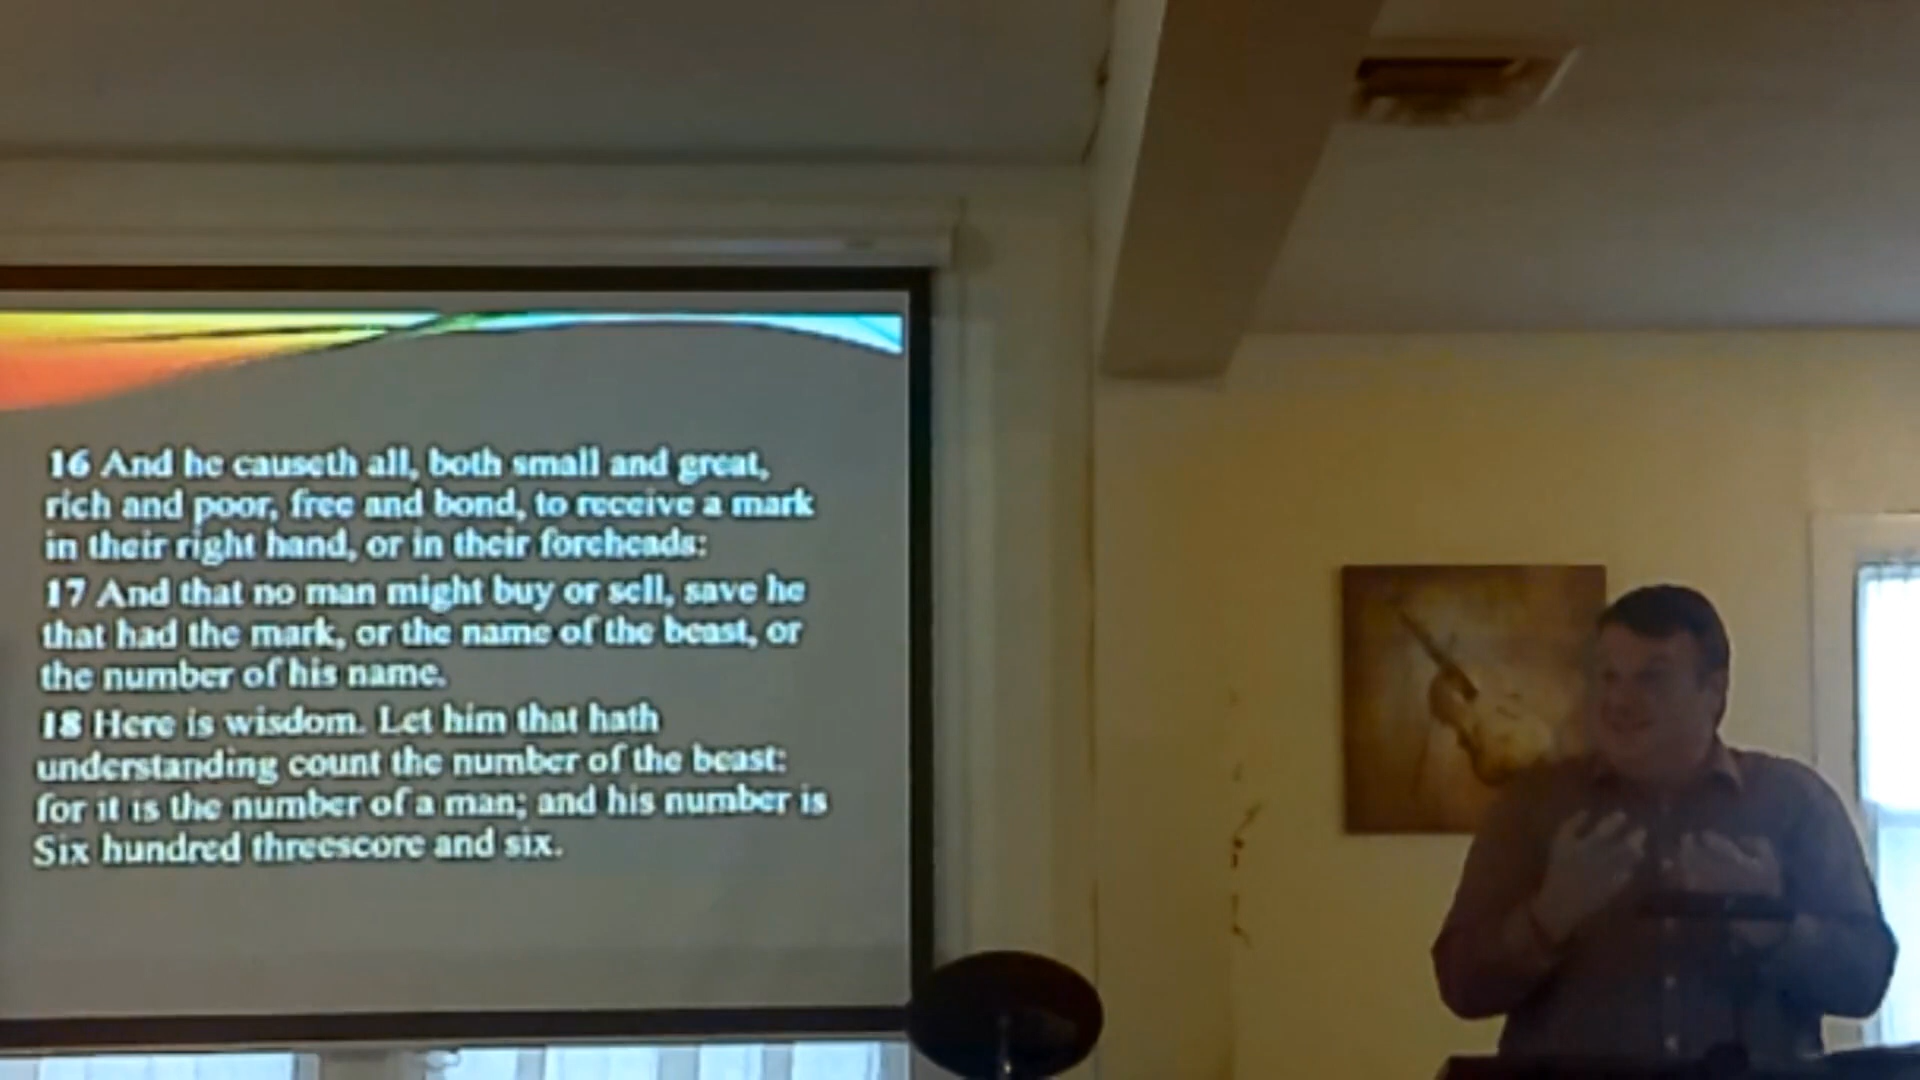 16 And he causeth all, both small and great,
rich and poor, free and bond, to receive a mark
in their right hand, or in their foreheads:
17 And that no man might buy or sell, save he
that had the mark, or the name of the beast, or
the number of his name.
18 Here is wisdom. Let him that hath
understanding count the number of the beast:
for it is the number of a man; and his number is
Six hundred threescore and six.